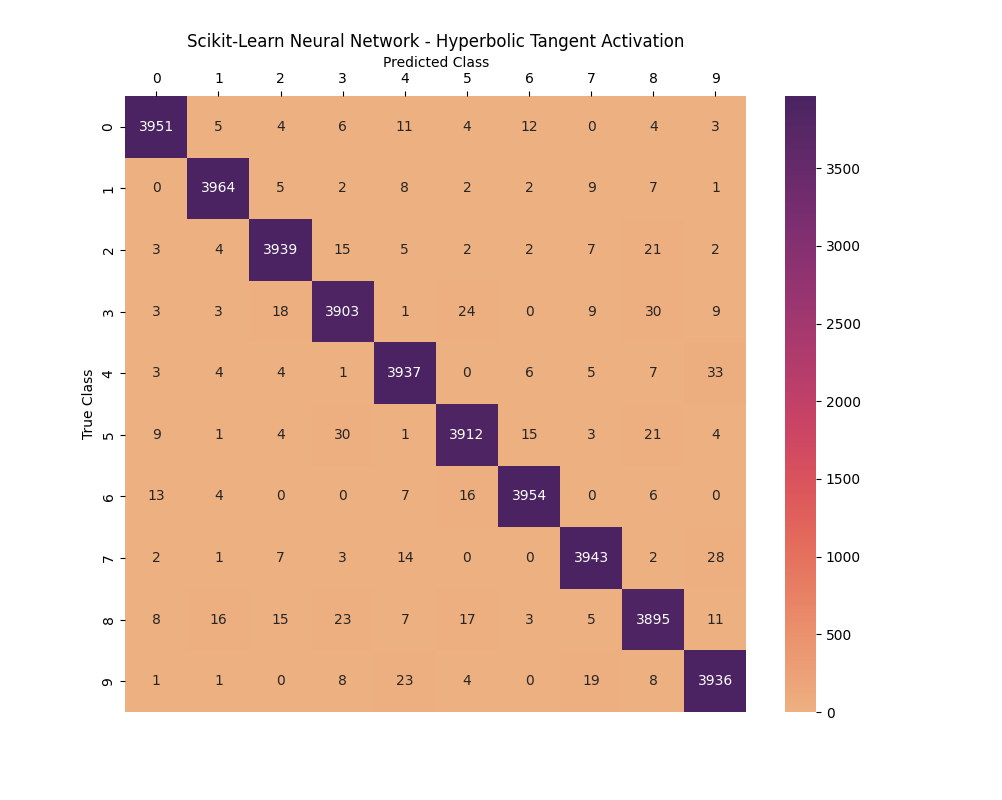 Scikit-Learn Neural Network - Hyperbolic Tangent Activation
Predicted Class
0 1 2 3 4 5 6 7 8 9
0 3951 5 4 6 11 4 12 0 4 3
1 0 3964 5 2 8 2 2 9 7 1
2 3 4 3939 15 5 2 2 7 21 2
3 3 3 18 3903 1 24 0 9 30 9
4 3 4 4 1 3937 0 6 5 7 33
5 9 1 4 30 1 3912 15 3 21 4
6 13 4 0 0 7 16 3954 0 6 0
7 2 1 7 3 14 0 0 3943 2 28
8 8 16 15 23 7 17 3 5 3895 11
9 1 1 0 8 23 4 0 19 8 3936
True Class
3500
3000
2500
2000
1500
1000
500
0